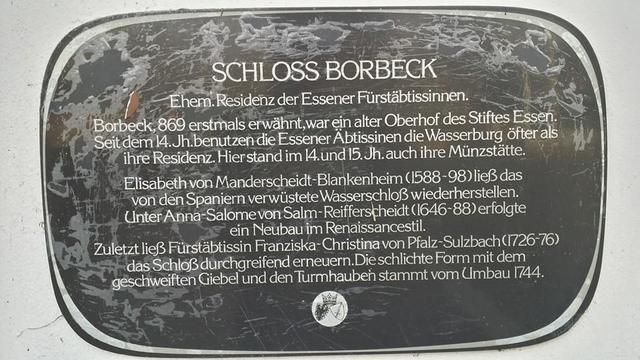 SCHLOSS BORBECK
Ehem. Residenz der Essener Fürstäbtissinnen.
Borbeck, 869 erstmals erwähnt, war ein alter Oberhof des Stiftes Essen.
Seit dem 14. Jh. benutzen die Essener Äbtissinen die Wasserburg öfter als
ihre Residenz. Hier stand im 14. und 15. Jh. auch ihre Münzstätte.
Elisabeth von Manderscheidt-Blankenheim (1588-98) ließ das
von den Spaniern verwüstete Wasserschloß wiederherstellen.
Unter Anna-Salome von Salm-Reifferscheidt (1646-88) erfolgte
ein Neubau im Renaissancestil.
Zuletzt ließ Fürstäbtissin Franziska-Christina von Pfalz-Sulzbach (1726-76)
das Schloß durchgreifend erneuern. Die schlichte Form mit dem
geschweiften Giebel und den Turmhauben stammt vom Umbau 1744.